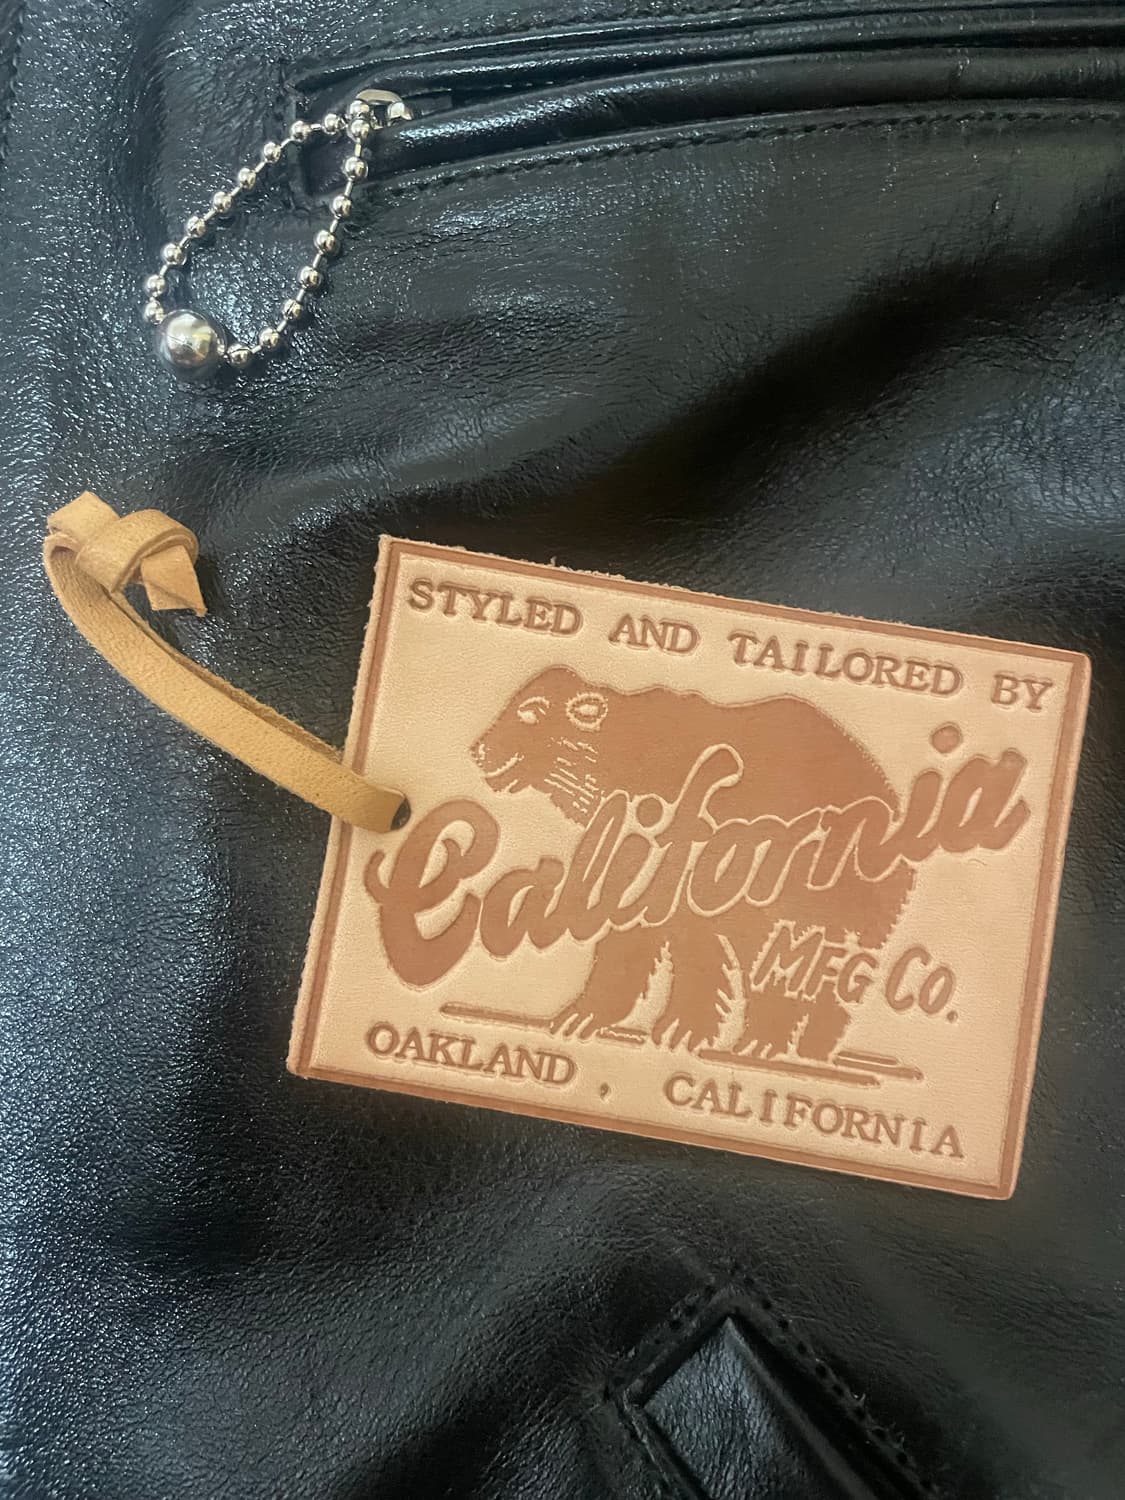 STYLED AND TAILORED BY
California
MFG CO.
OAKLAND, CALIFORNIA